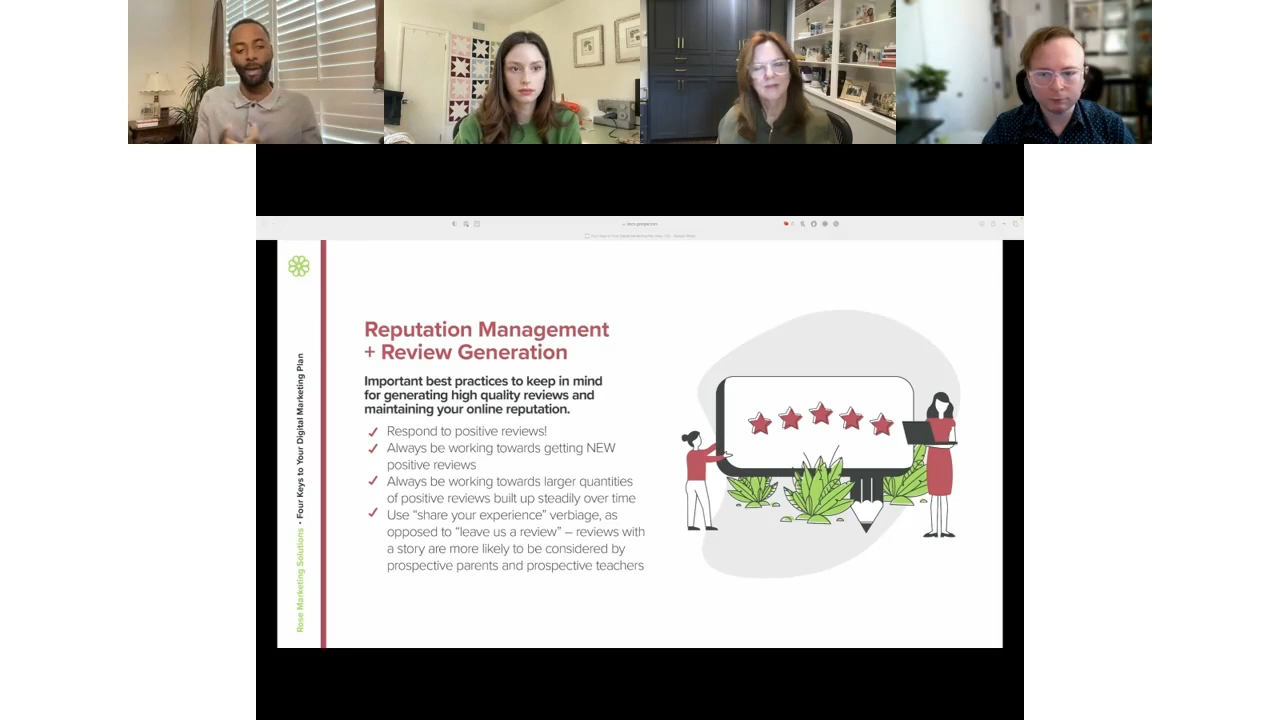 Reputation Management
+ Review Generation
Important best practices to keep in mind
for generating high quality reviews and
maintaining your online reputation.
Respond to positive reviews!
Always be working towards getting NEW
positive reviews
Always be working towards larger quantities
of positive reviews built up steadily over time
Use “share your experience” verbiage, as
opposed to “leave us a review” – reviews with
a story are more likely to be considered by
prospective parents and prospective teachers
Rose Marketing Solutions • Four Keys to Your Digital Marketing Plan